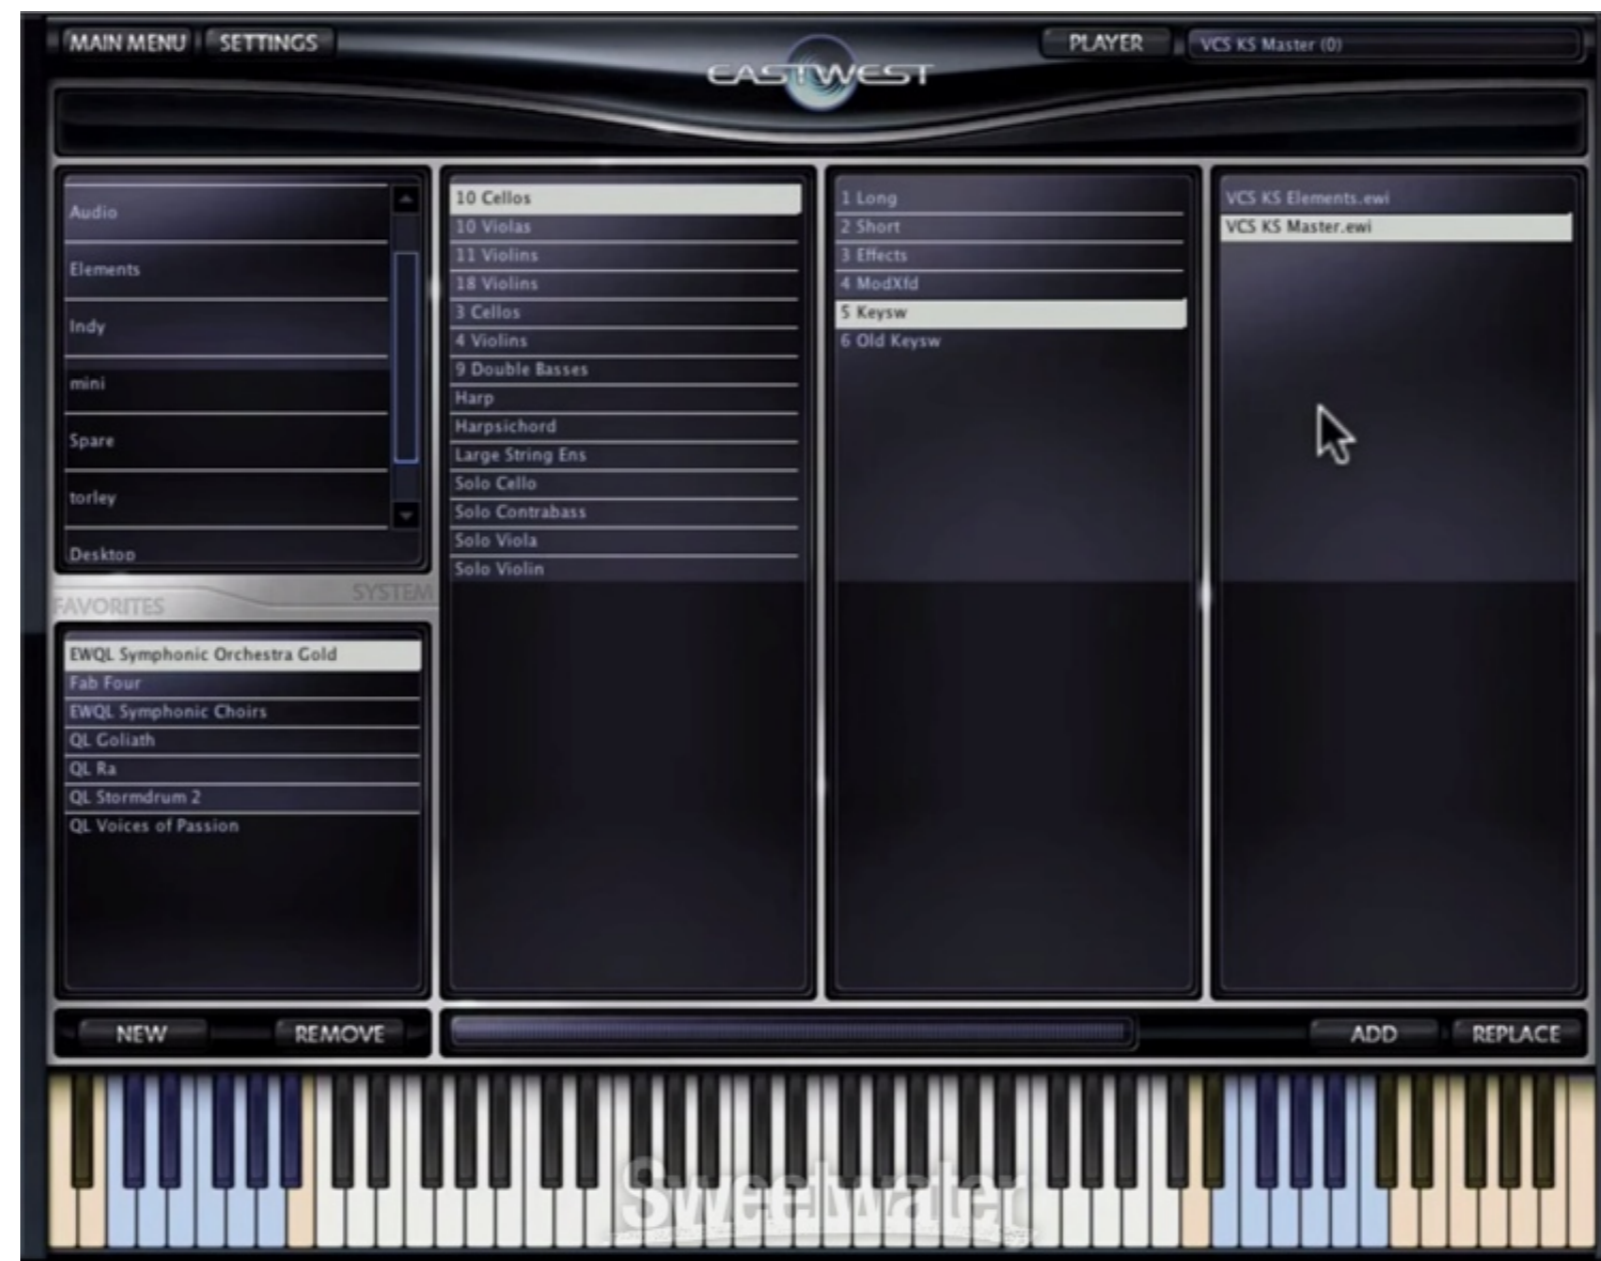 MAIN MENU
SETTINGS
PLAYER
VCS KS Master (0)
EASTWEST
Audio
Elements
Indy
mini
Spare
torley
Desktop
SYSTEM
FAVORITES
EWQL Symphonic Orchestra Gold
Fab Four
EWQL Symphonic Choirs
QL Goliath
QL Ra
QL Stormdrum 2
QL Voices of Passion
NEW
REMOVE
10 Cellos
10 Violas
11 Violins
18 Violins
3 Cellos
4 Violins
9 Double Basses
Harp
Harpsichord
Large String Ens
Solo Cello
Solo Contrabass
Solo Viola
Solo Violin
1 Long
2 Short
3 Effects
4 ModXfd
5 Keysw
6 Old Keysw
VCS KS Elements.ewi
VCS KS Master.ewi
ADD
REPLACE
Sweetwater